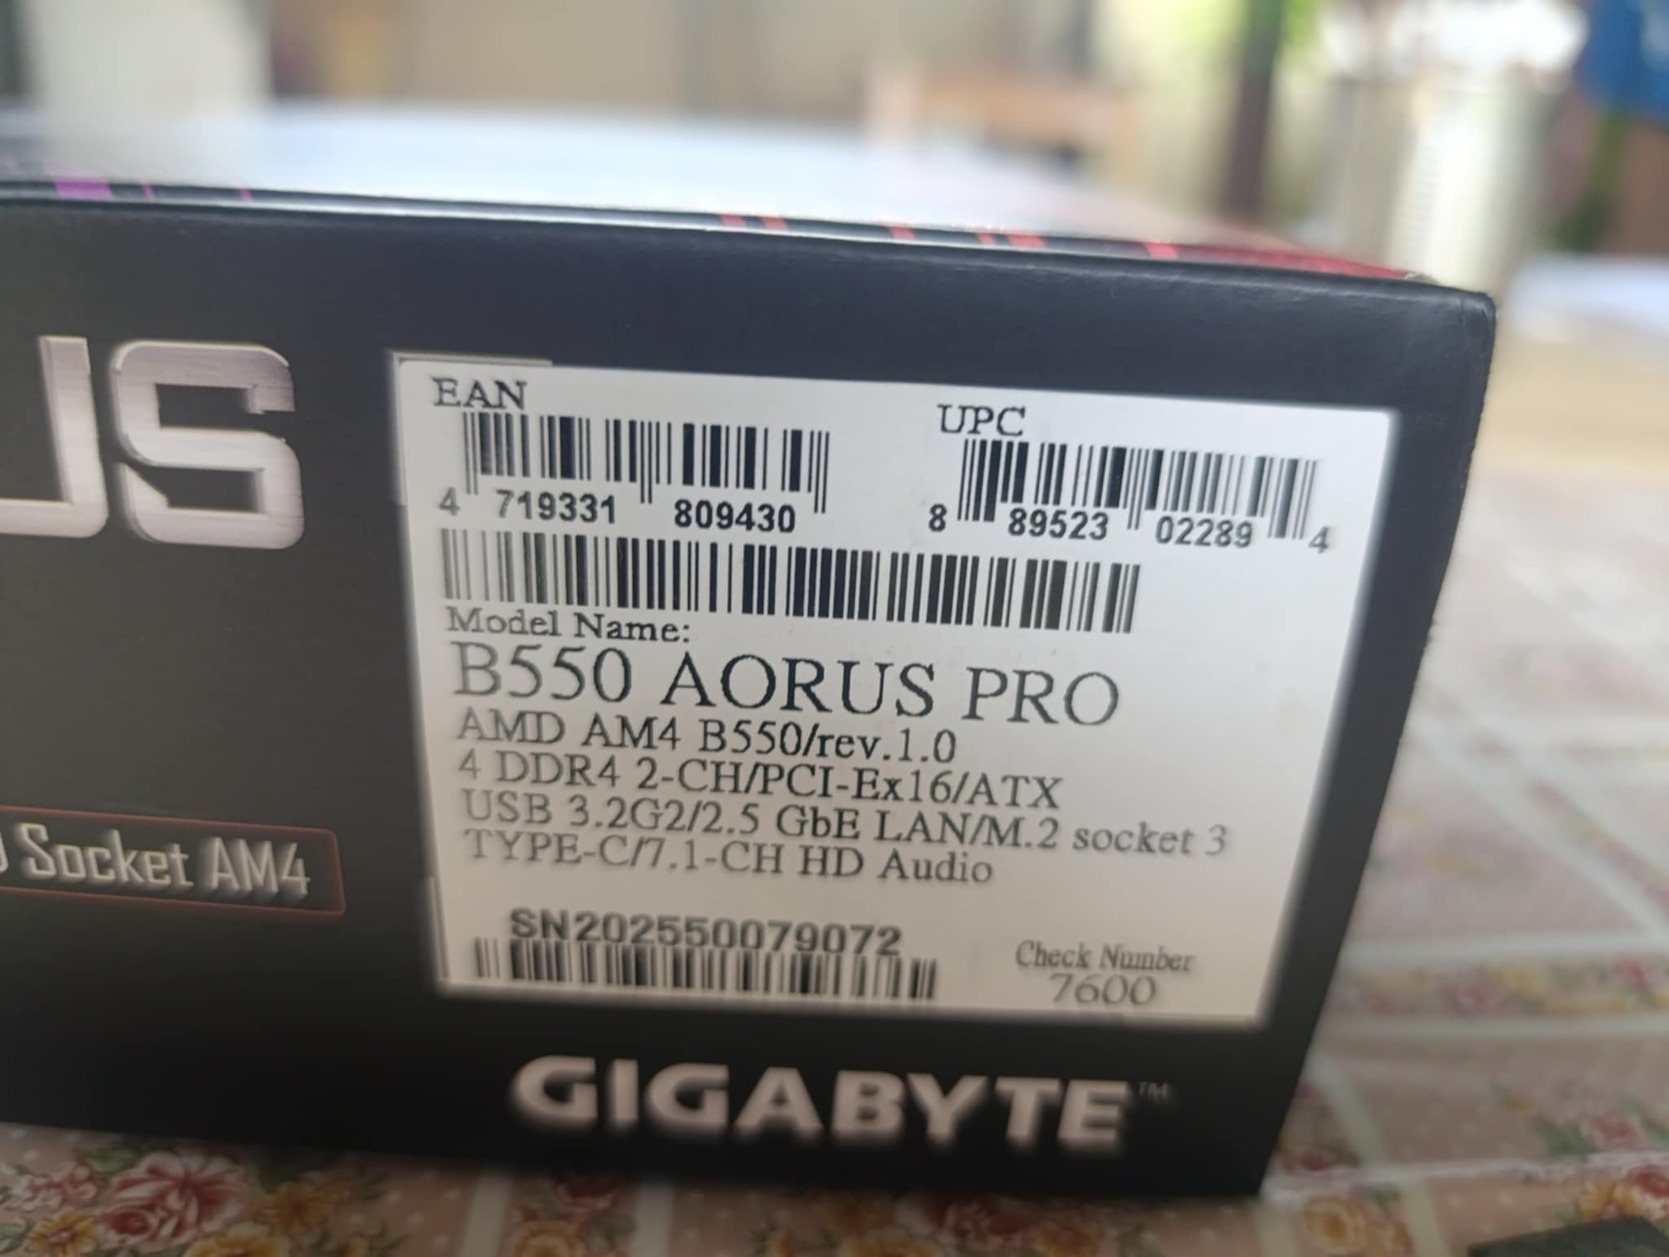 EAN
UPC
4 719331 809430
8 89523 02289 4
Model Name:
B550 AORUS PRO
AMD AM4 B550/rev.1.0
4 DDR4 2-CH/PCI-Ex16/ATX
USB 3.2G2/2.5 GbE LAN/M.2 socket 3
TYPE-C/7.1-CH HD Audio
SN202550079072
Check Number
7600
US
Socket AM4
GIGABYTE™